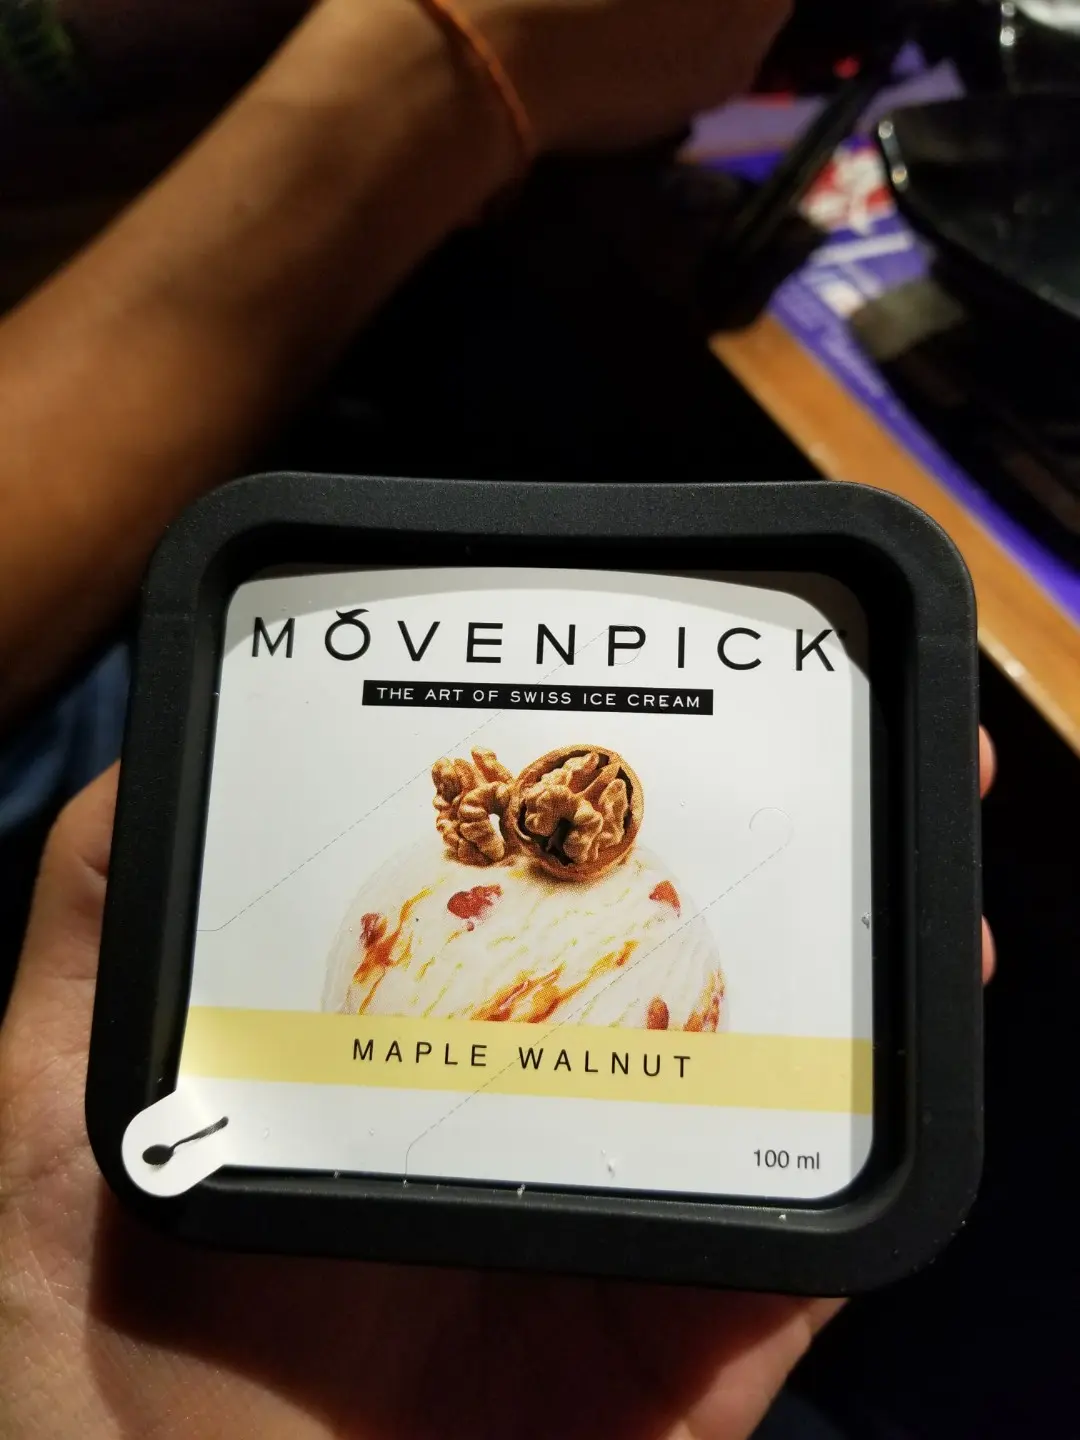 MÖVENPICK
THE ART OF SWISS ICE CREAM
MAPLE WALNUT
100 ml